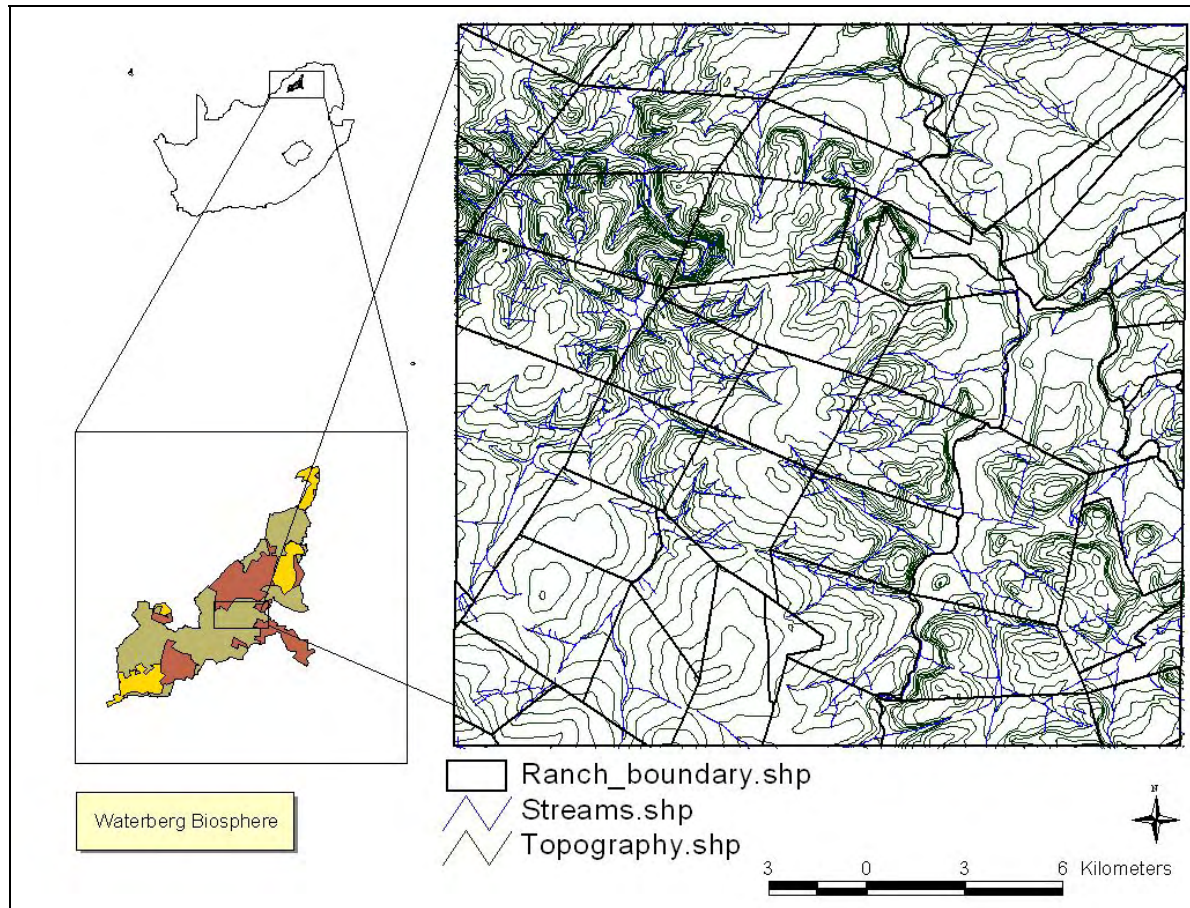 Ranch_boundary.shp
Streams.shp
Topography.shp
Waterberg Biosphere
N
3 0 3 6 Kilometers